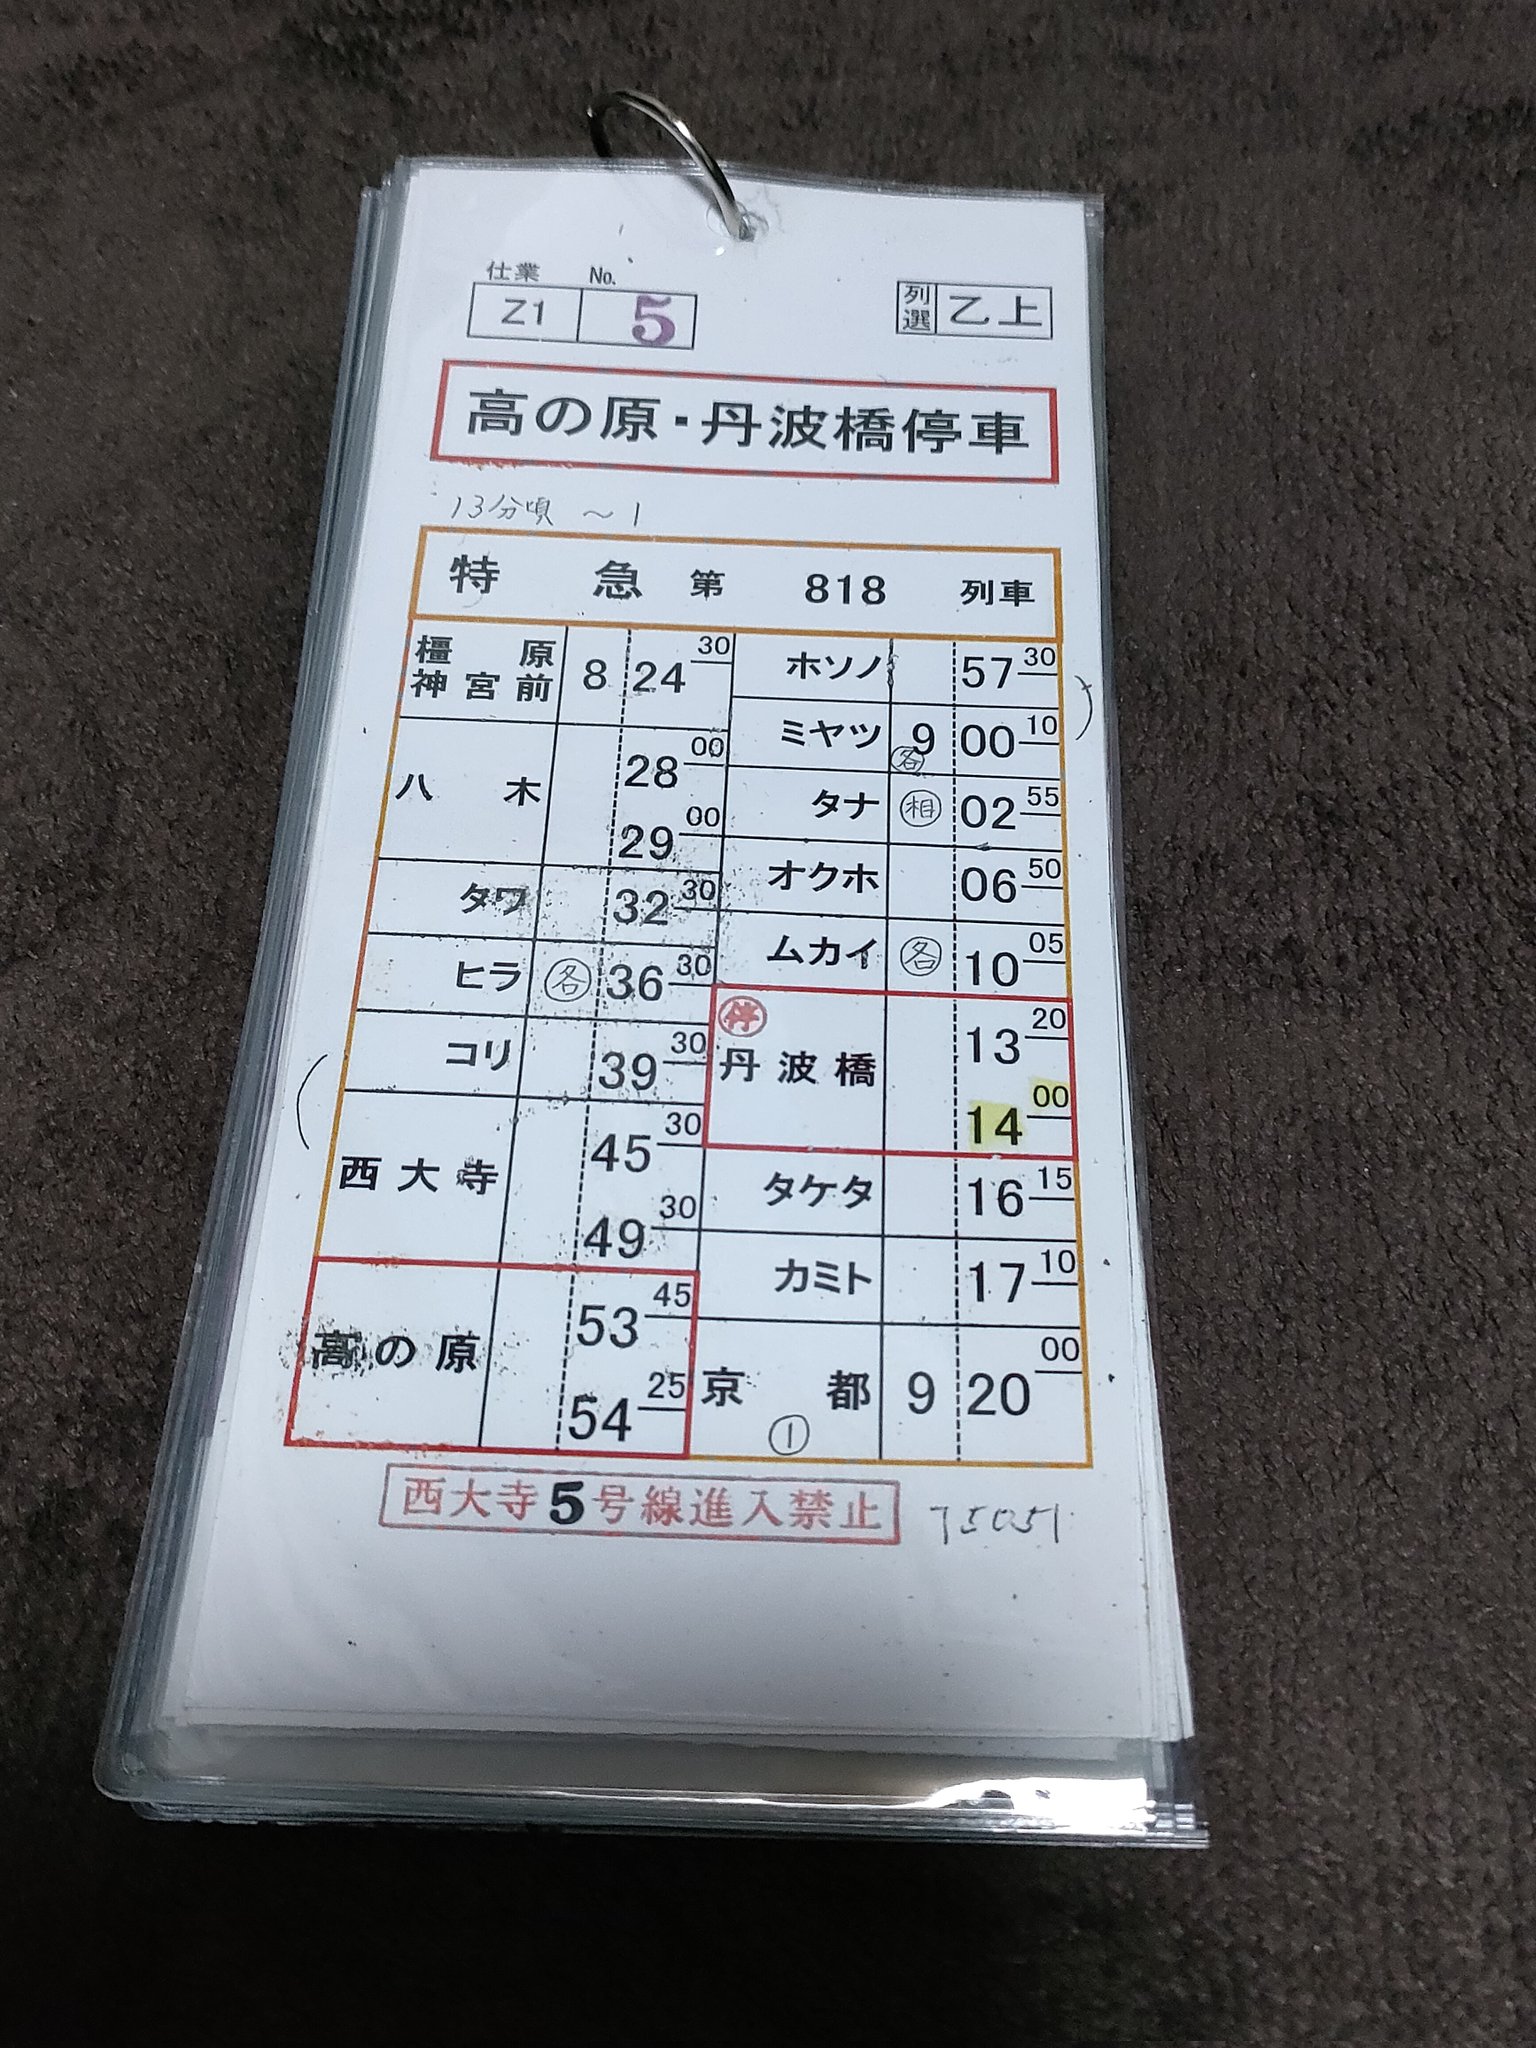 仕業 No.
Z1 5
列選 乙上
高の原・丹波橋停車
13分頃 ～1
特 急 第 818 列車
橿原神宮前 8 24 30
八木 28 00
29 00
タワ 32 30
ヒラ 各 36 30
コリ 39 30
西大寺 45 30
49 30
高の原 53 45
54 25
ホソノ 57 30
ミヤツ 9 00 10
各
タナ 相 02 55
オクホ 06 50
ムカイ 各 10 05
停
丹波橋 13 20
14 00
タケタ 16 15
カミト 17 10
京都 9 20 00
①
西大寺5号線進入禁止
75051